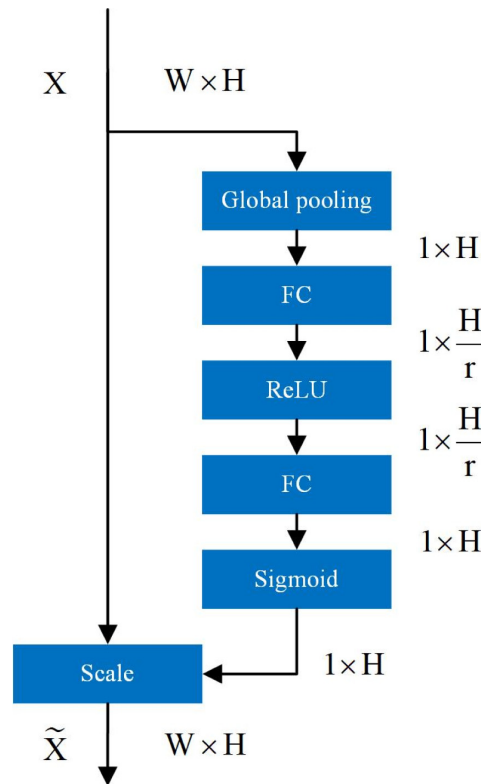 X W × H
Global pooling
1 × H
FC
1 × H/r
ReLU
1 × H/r
FC
1 × H
Sigmoid
1 × H
Scale
X̃ W × H